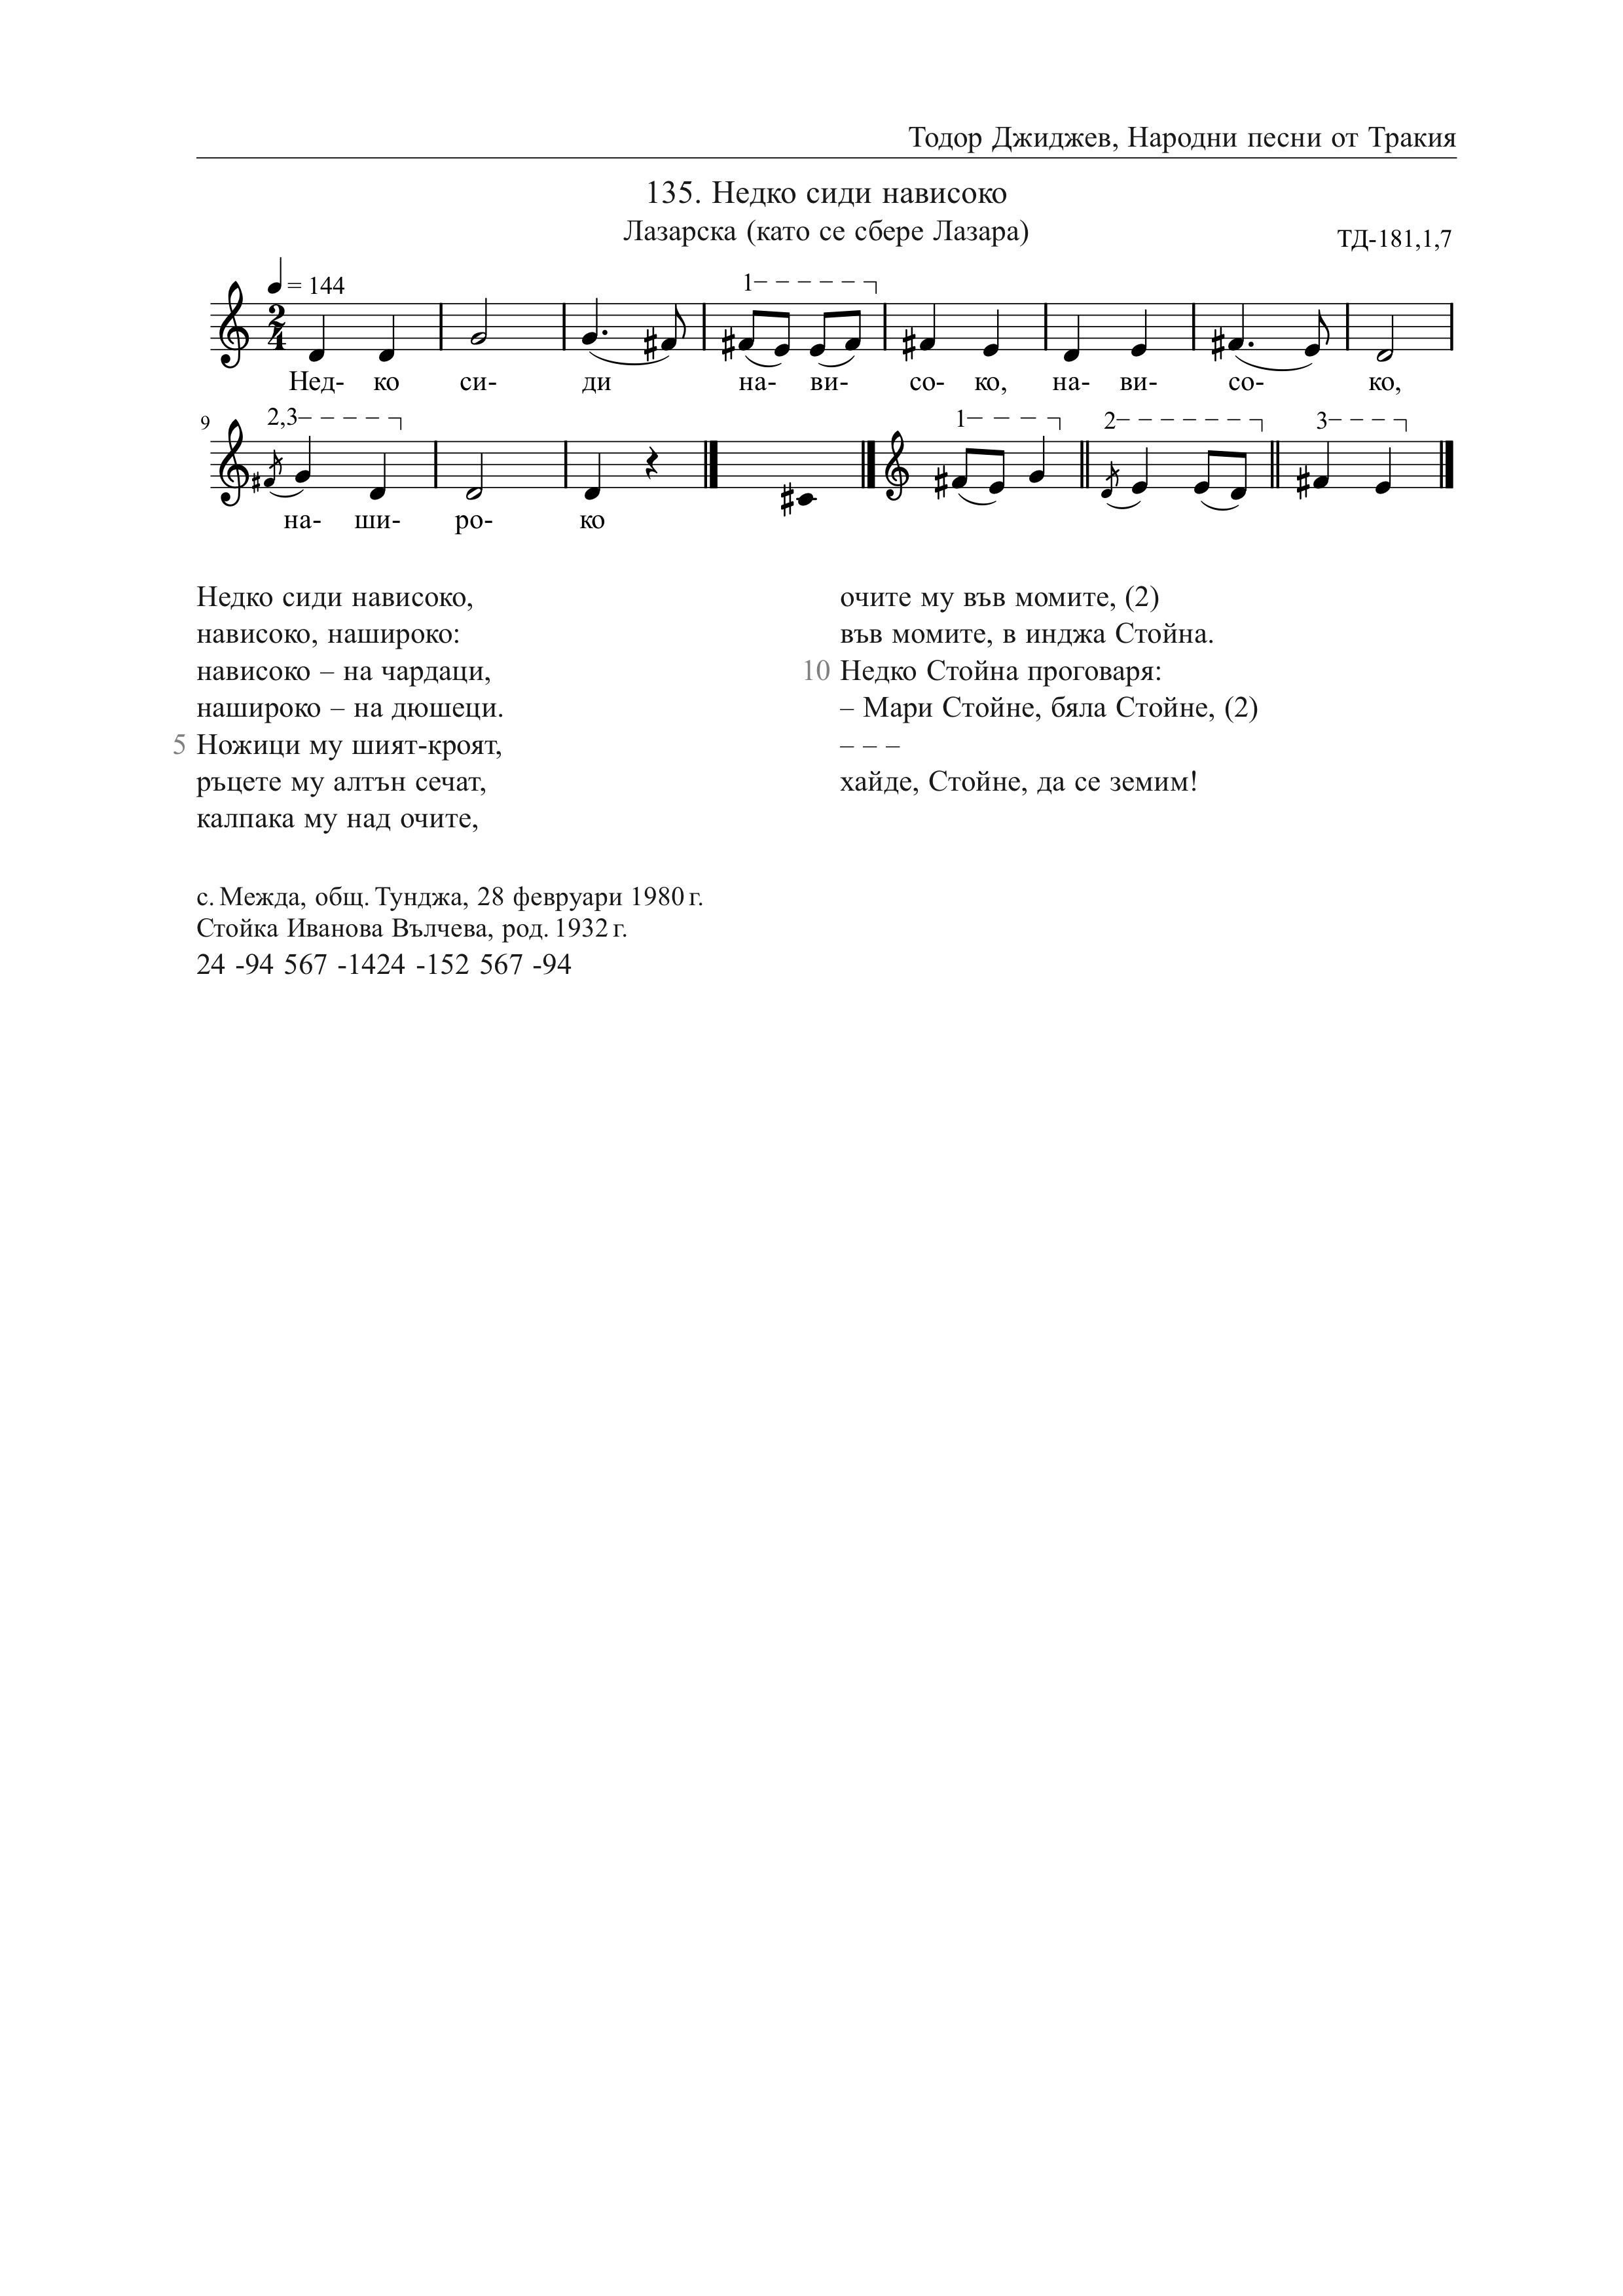 Тодор Джиджев, Народни песни от Тракия
135. Недко сиди нависоко
Лазарска (като се сбере Лазара)
ТД-181,1,7
= 144
1
2
4
Нед- ко си- ди на- ви- со- ко, на- ви- со- ко,
9
2,3
1
2
3
на- ши- ро- ко
Недко сиди нависоко,
нависоко, нашироко:
нависоко – на чардаци,
нашироко – на дюшеци.
5 Ножици му шият-кроят,
ръцете му алтън сечат,
калпака му над очите,
очите му във момите, (2)
във момите, в инджа Стойна.
10 Недко Стойна проговаря:
– Мари Стойне, бяла Стойне, (2)
– – –
хайде, Стойне, да се земим!
с. Межда, общ. Тунджа, 28 февруари 1980 г.
Стойка Иванова Вълчева, род. 1932 г.
24 -94 567 -1424 -152 567 -94